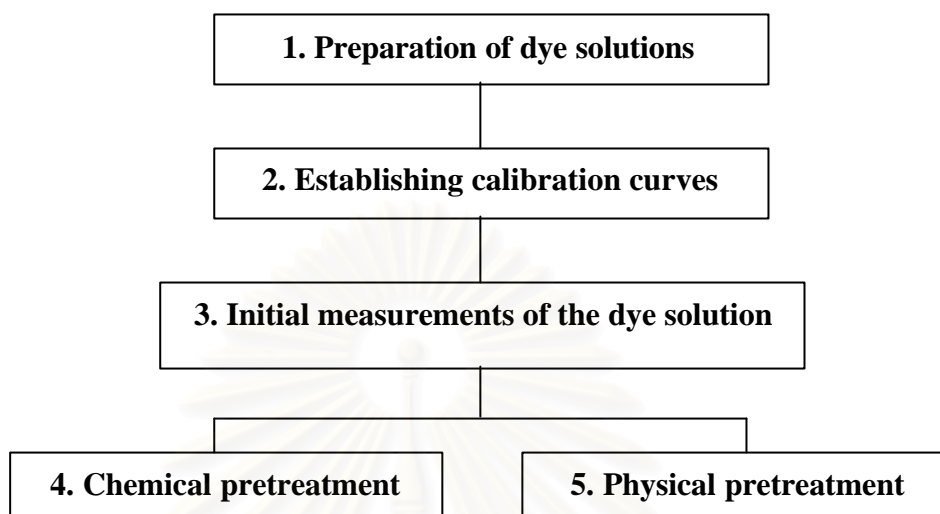 1. Preparation of dye solutions
2. Establishing calibration curves
3. Initial measurements of the dye solution
4. Chemical pretreatment
5. Physical pretreatment